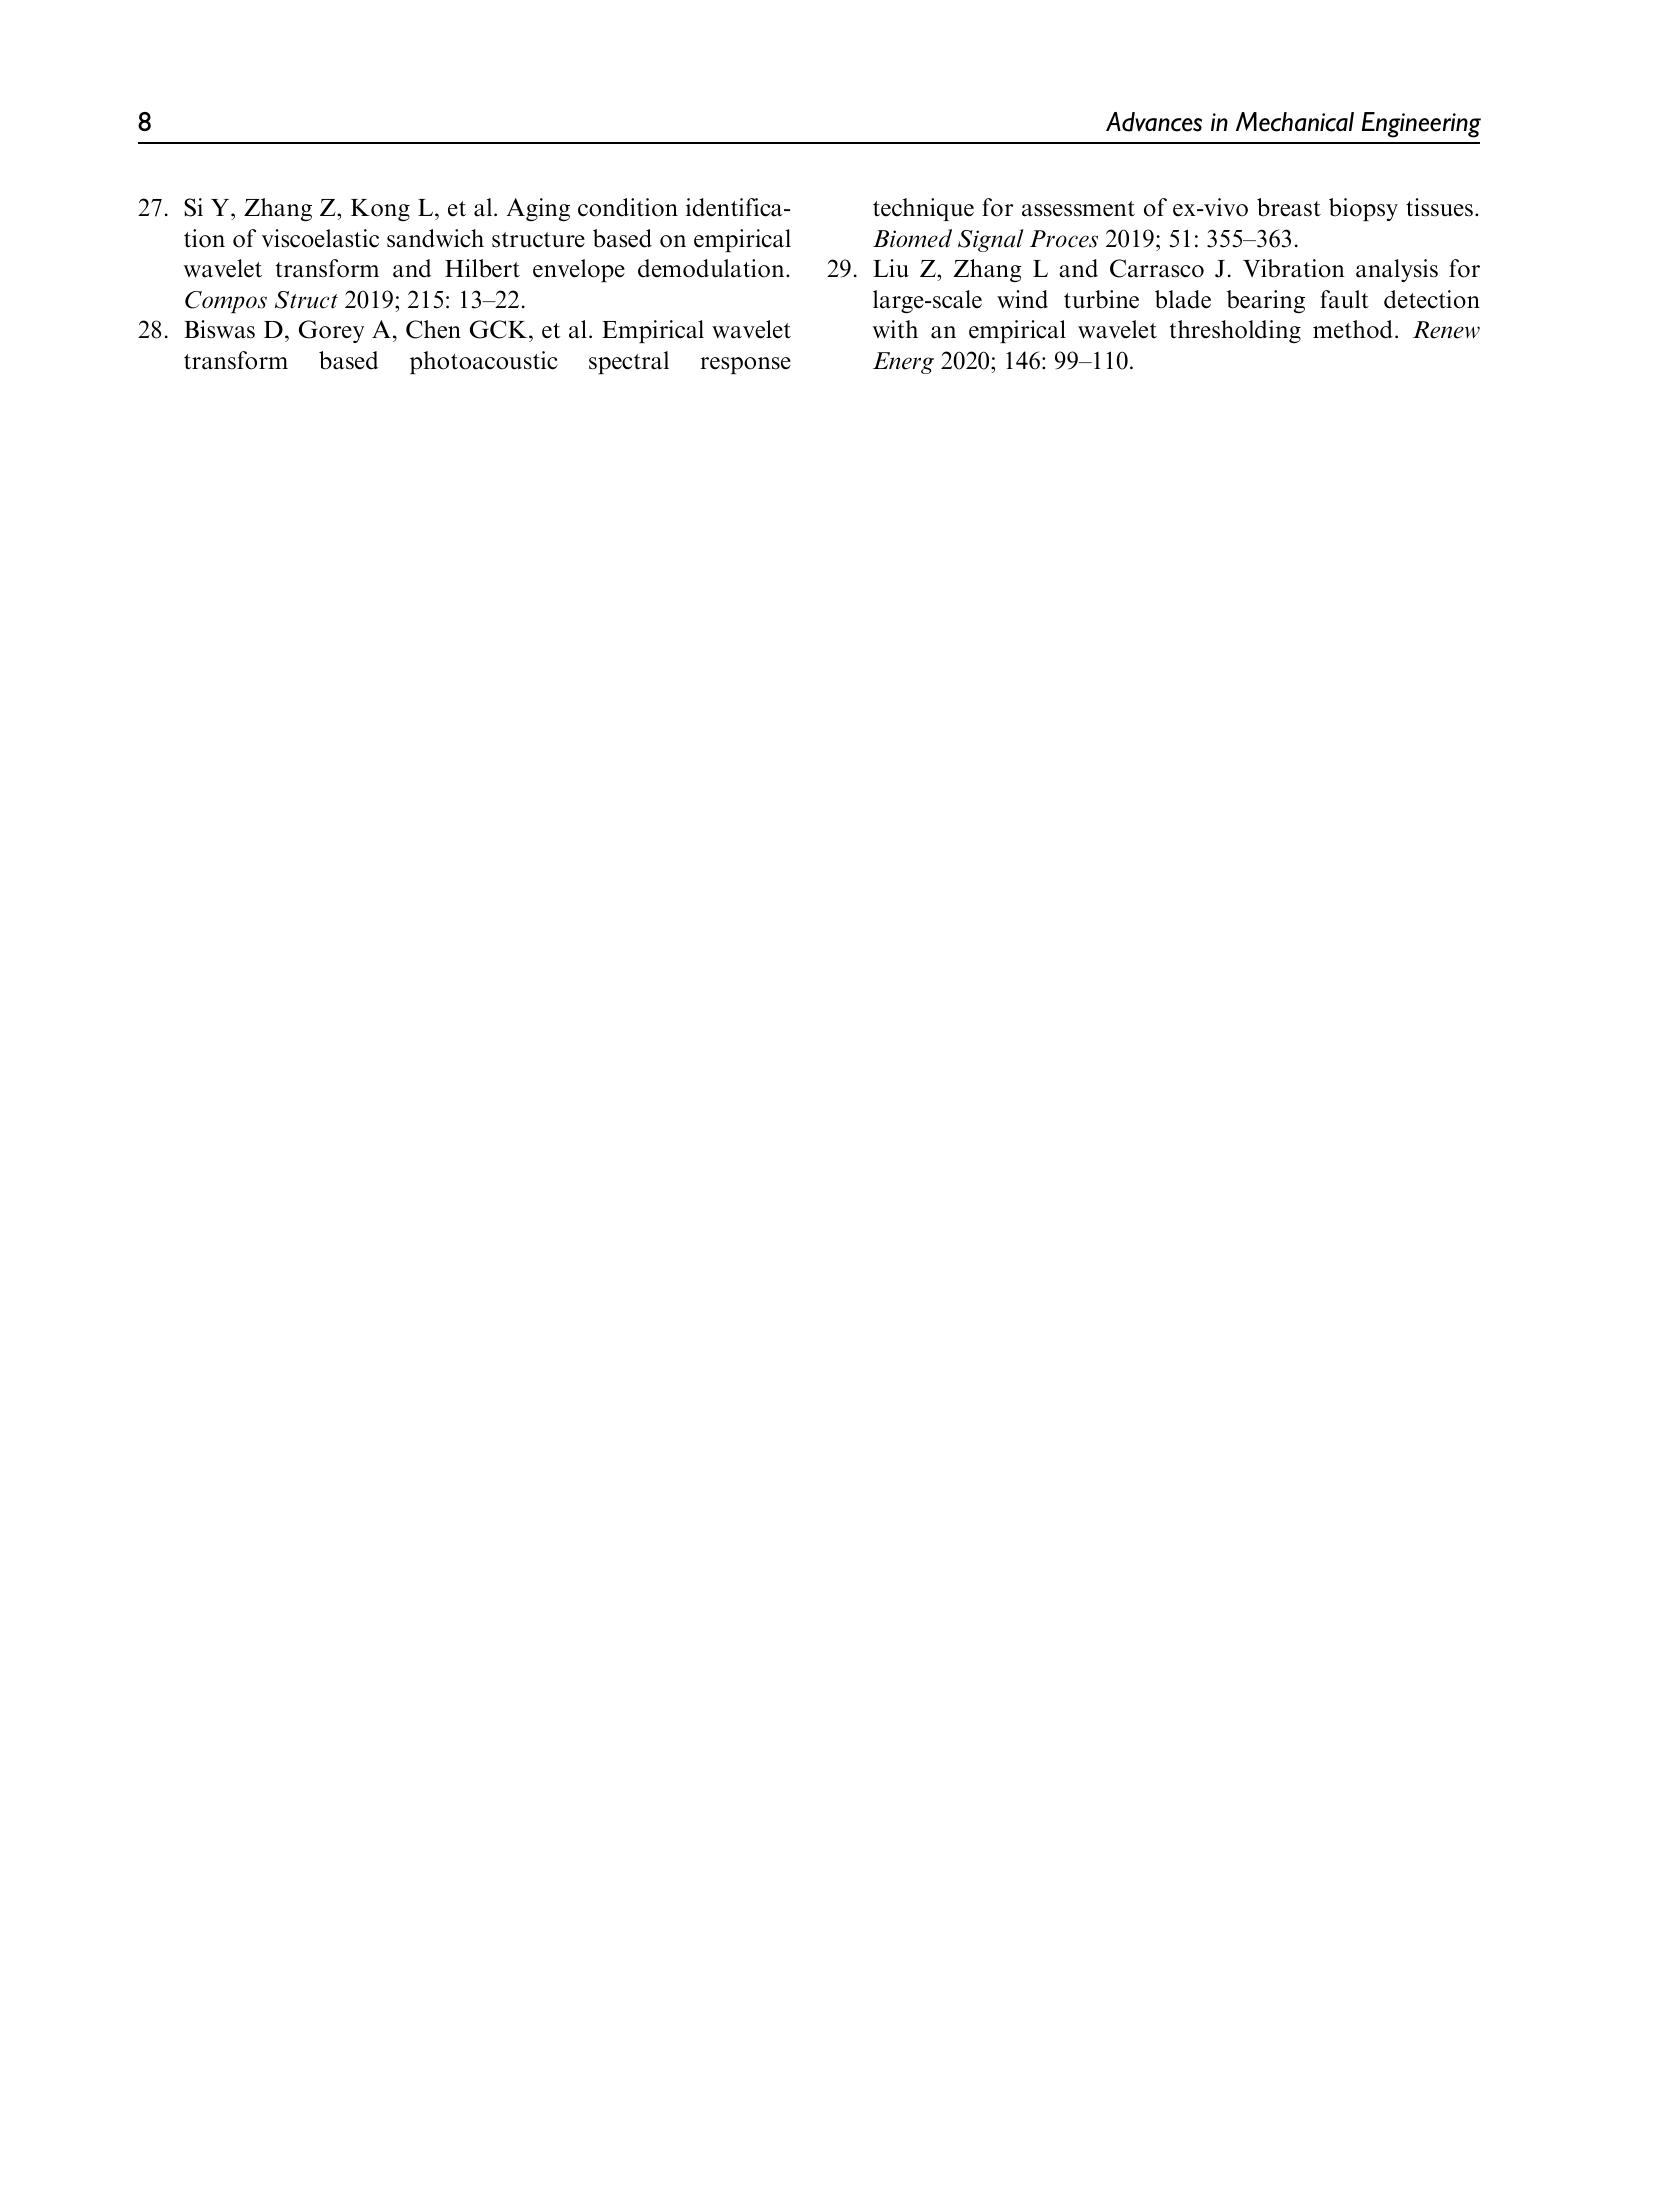 8
Advances in Mechanical Engineering
27. Si Y, Zhang Z, Kong L, et al. Aging condition identifica-
tion of viscoelastic sandwich structure based on empirical
wavelet transform and Hilbert envelope demodulation.
Compos Struct 2019; 215: 13–22.
28. Biswas D, Gorey A, Chen GCK, et al. Empirical wavelet
transform based photoacoustic spectral response
technique for assessment of ex-vivo breast biopsy tissues.
Biomed Signal Proces 2019; 51: 355–363.
29. Liu Z, Zhang L and Carrasco J. Vibration analysis for
large-scale wind turbine blade bearing fault detection
with an empirical wavelet thresholding method. Renew
Energ 2020; 146: 99–110.